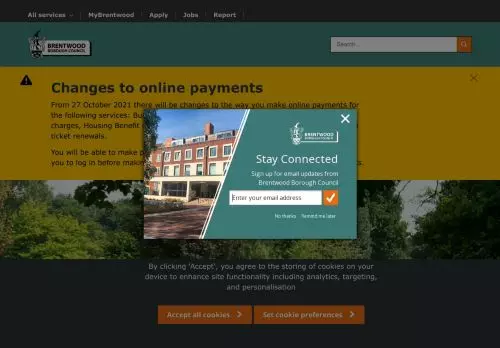 All services
MyBrentwood
Apply
Jobs
Report
BRENTWOOD
BOROUGH COUNCIL
Search...
Changes to online payments
From 27 October 2021 there will be changes to the way you make online payments for
the following services: Bu
charges, Housing Benefit
ticket renewals.
You will be able to make
you to log in before makin
ts.
BRENTWOOD
BOROUGH COUNCIL
Stay Connected
Sign up for email updates from
Brentwood Borough Council
Enter your email address
No thanks
Remind me later
By clicking 'Accept', you agree to the storing of cookies on your
device to enhance site functionality including analytics, targeting,
and personalisation
Accept all cookies
Set cookie preferences